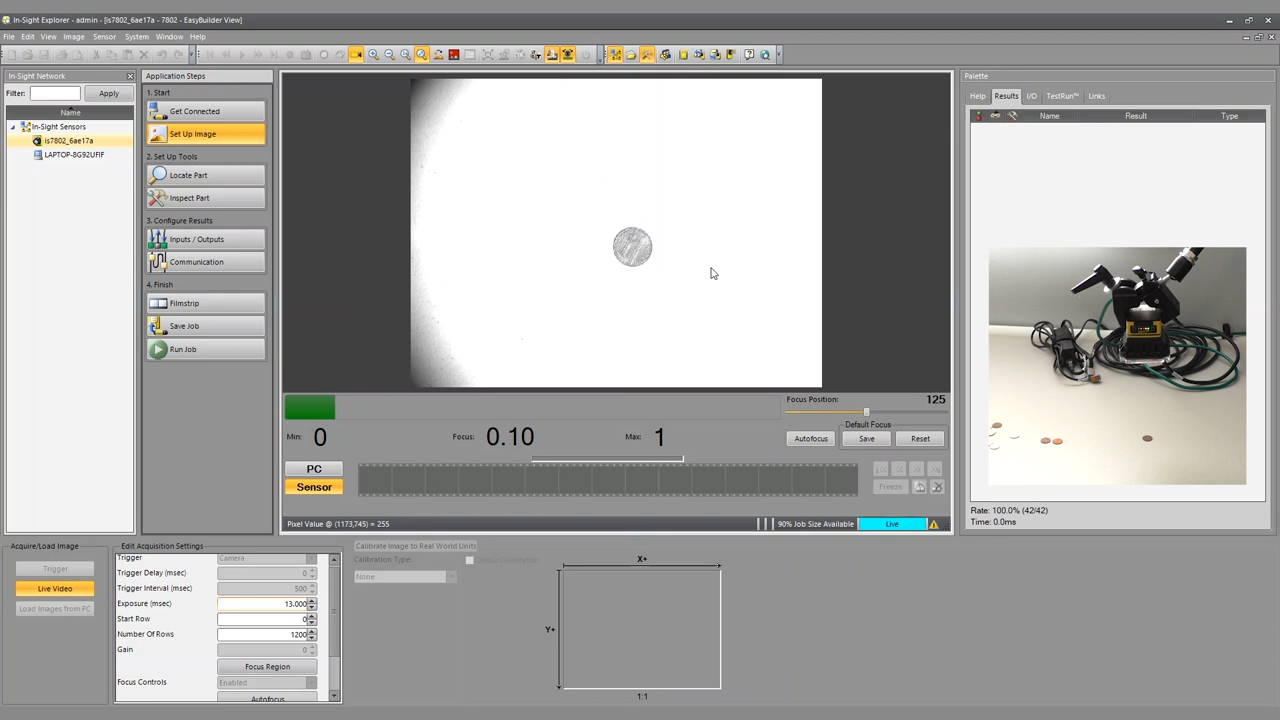 In-Sight Explorer - admin - [is7802_6ae17a - 7802 - EasyBuilder View]
File Edit View Image Sensor System Window Help
In-Sight Network
Filter: Apply
Name
In-Sight Sensors
is7802_6ae17a
LAPTOP-8G92UFIF
Application Steps
1. Start
Get Connected
Set Up Image
2. Set Up Tools
Locate Part
Inspect Part
3. Configure Results
Inputs / Outputs
Communication
4. Finish
Filmstrip
Save Job
Run Job
Min: 0 Focus: 0.10 Max: 1
Focus Position: 125
Default Focus
Autofocus Save Reset
PC
Sensor
Freeze
Pixel Value @ (1173,745) = 255
90% Job Size Available
Live
Palette
Help Results I/O TestRun™ Links
Name Result Type
Rate: 100.0% (42/42)
Time: 0.0ms
Acquire/Load Image
Trigger
Live Video
Load Images from PC
Edit Acquisition Settings
Trigger Camera
Trigger Delay (msec) 0
Trigger Interval (msec) 500
Exposure (msec) 13.000
Start Row 0
Number Of Rows 1200
Gain 0
Focus Region
Focus Controls Enabled
Autofocus
Calibrate Image to Real World Units
Calibration Type:
None
X+
Y+
1:1